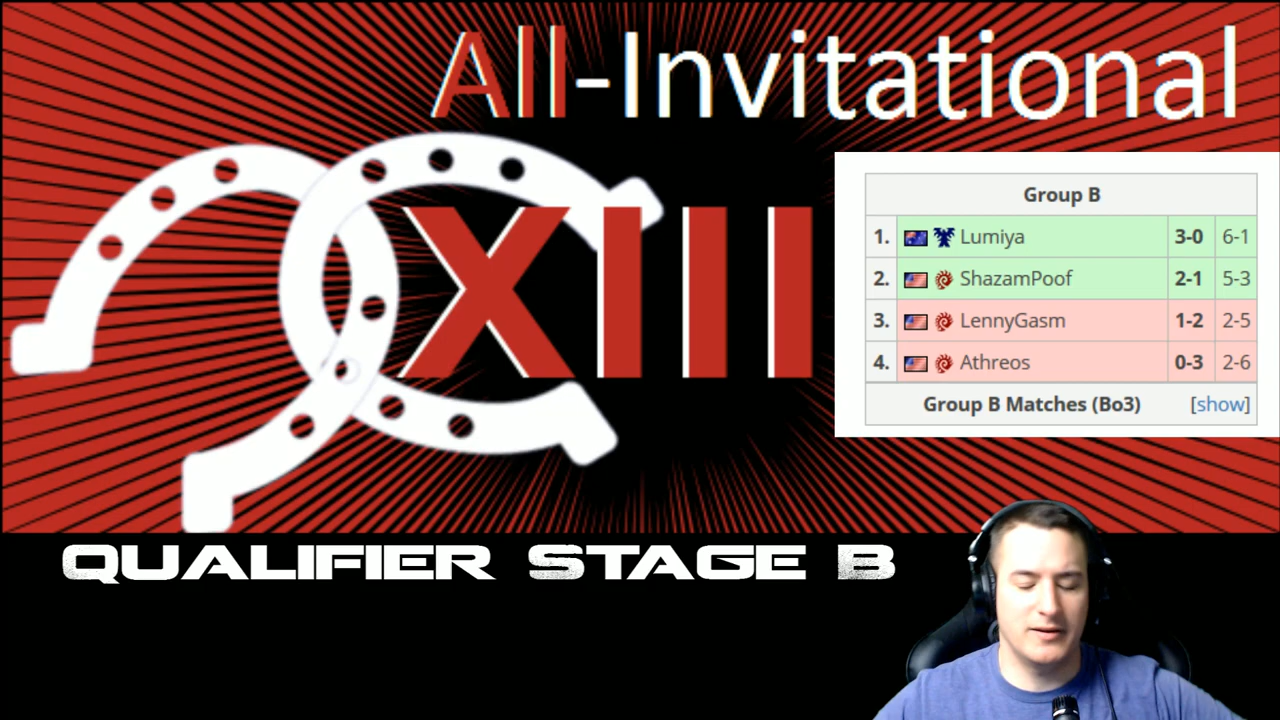 All-Invitational
XIII
Group B
1. Lumiya 3-0 6-1
2. ShazamPoof 2-1 5-3
3. LennyGasm 1-2 2-5
4. Athreos 0-3 2-6
Group B Matches (Bo3) [show]
QUALIFIER STAGE B